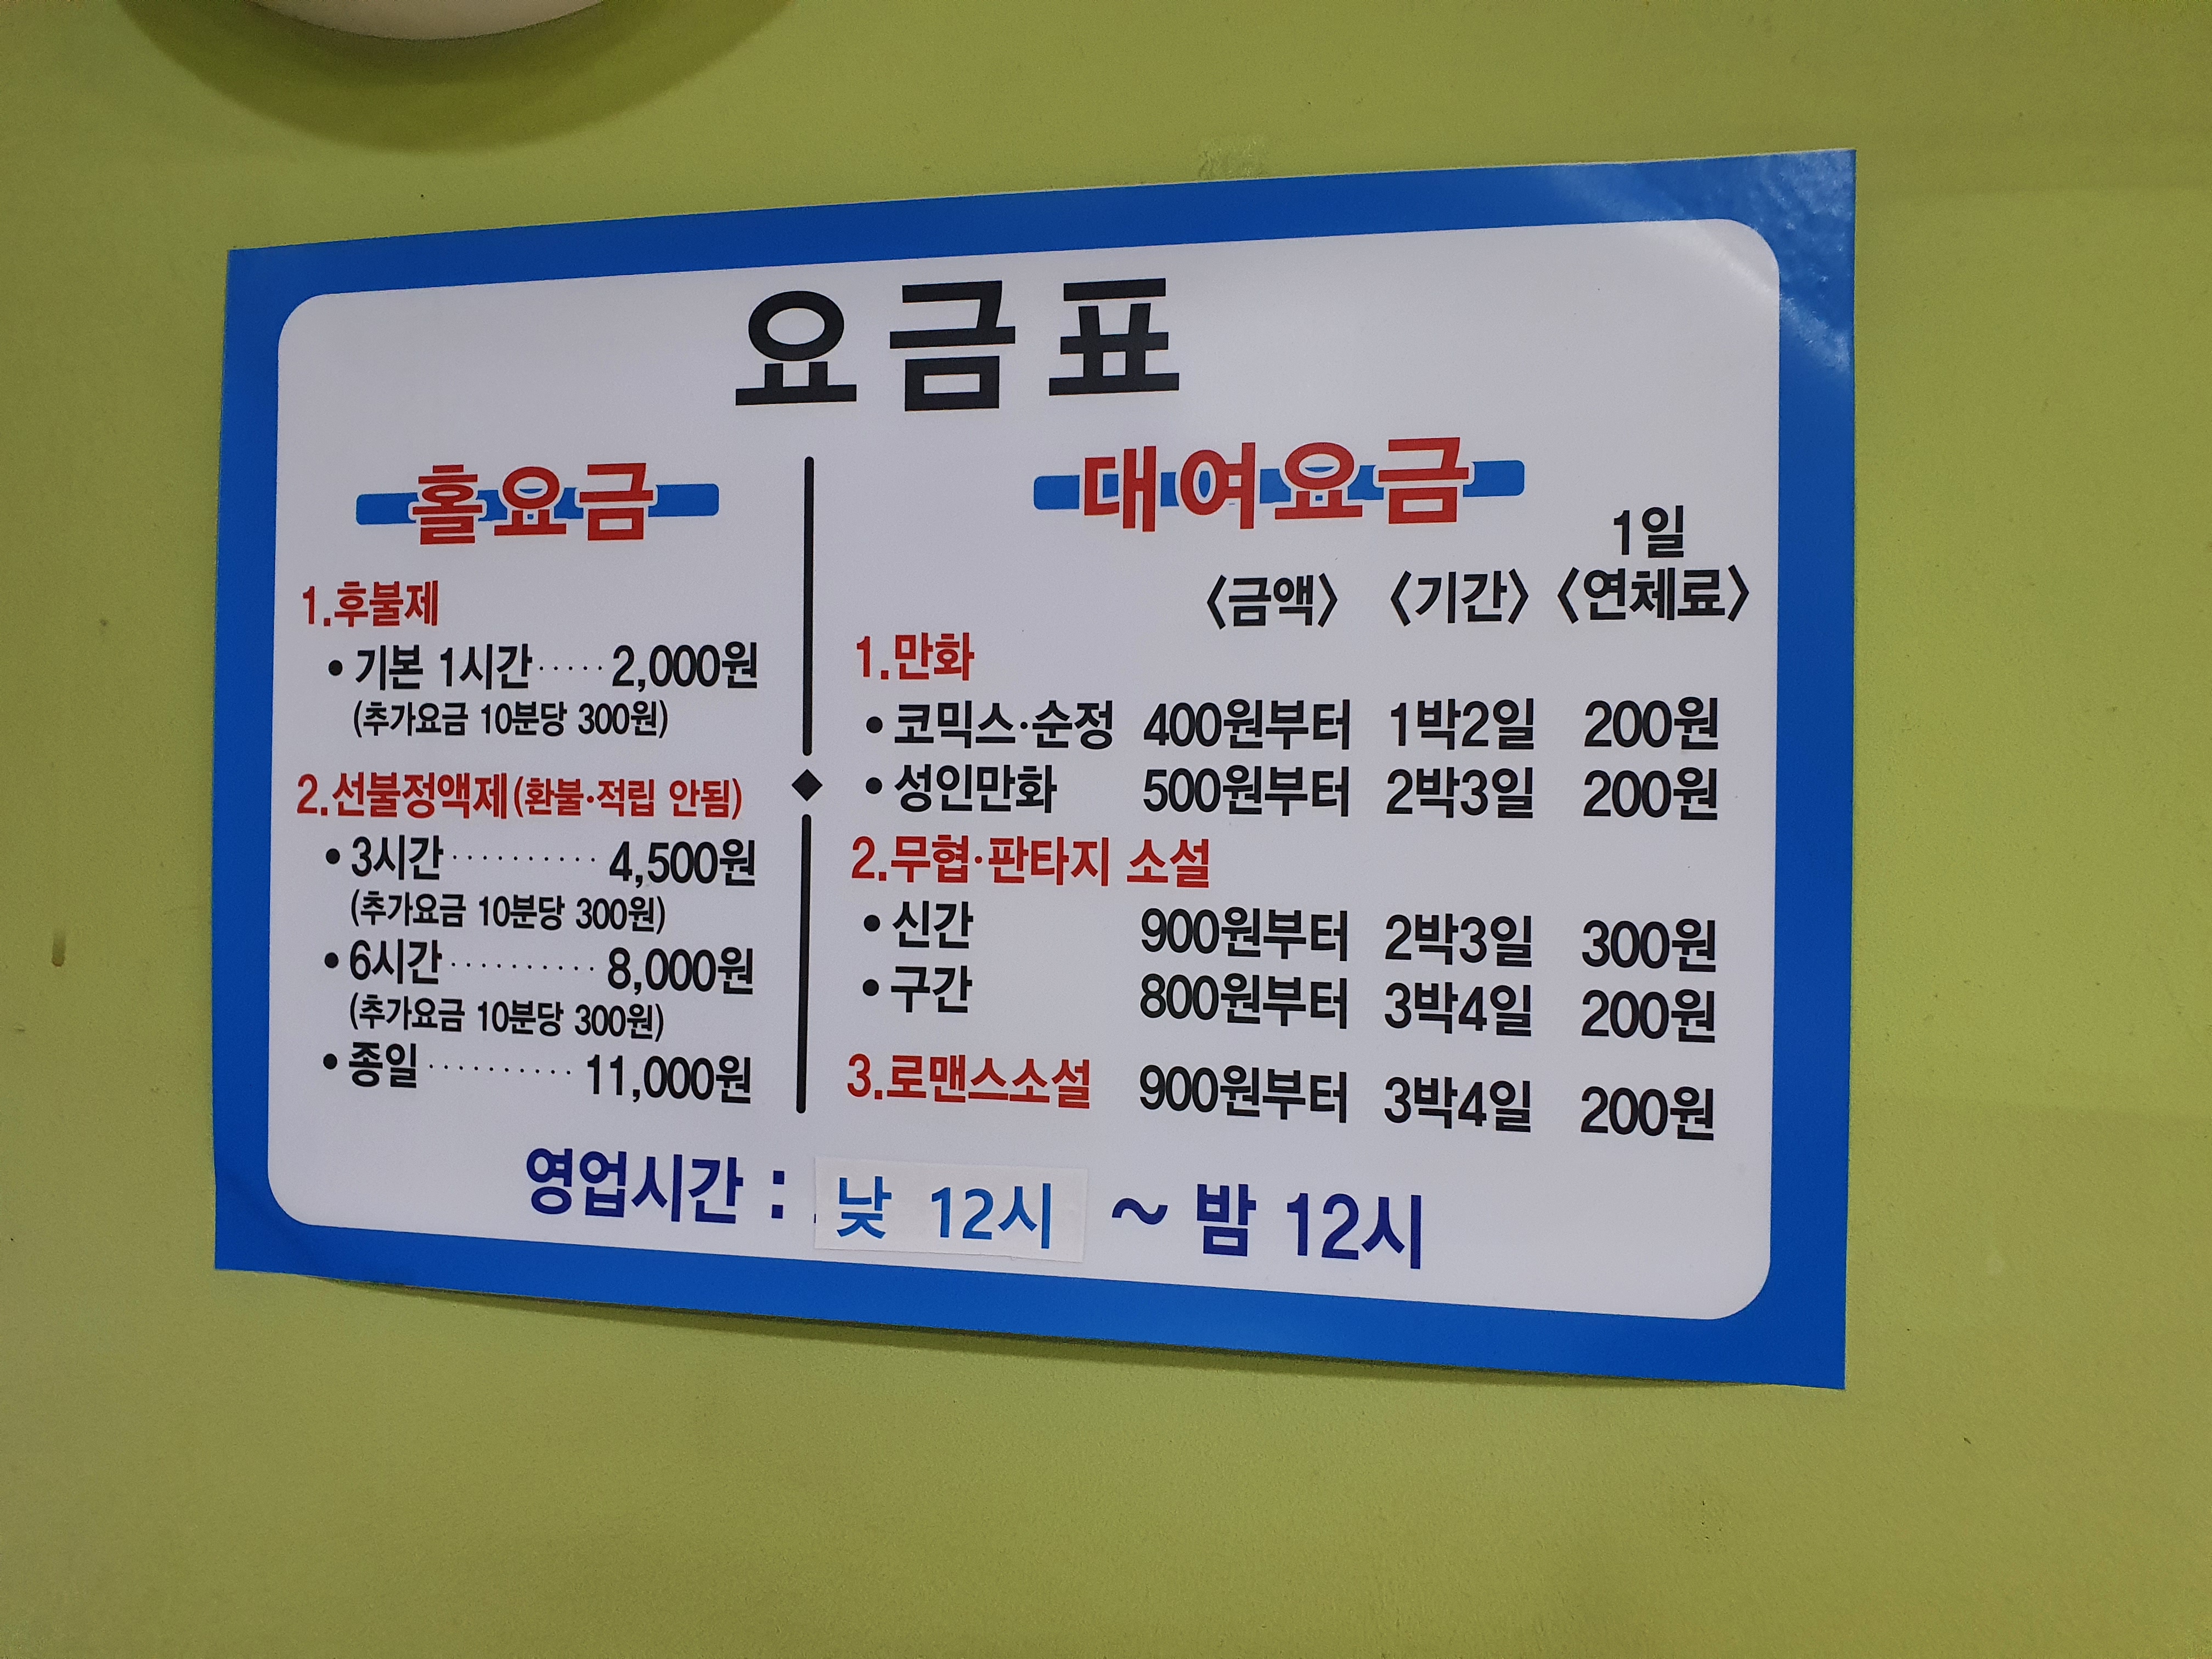 요금표
홀요금
1.후불제
• 기본 1시간 ····· 2,000원
(추가요금 10분당 300원)
2.선불정액제(환불·적립 안됨)
• 3시간 ·········· 4,500원
(추가요금 10분당 300원)
• 6시간 ·········· 8,000원
(추가요금 10분당 300원)
• 종일 ·········· 11,000원
대여요금
1일
<금액> <기간> <연체료>
1.만화
• 코믹스·순정 400원부터 1박2일 200원
• 성인만화 500원부터 2박3일 200원
2.무협·판타지 소설
• 신간 900원부터 2박3일 300원
• 구간 800원부터 3박4일 200원
3.로맨스소설 900원부터 3박4일 200원
영업시간 : 낮 12시 ~ 밤 12시